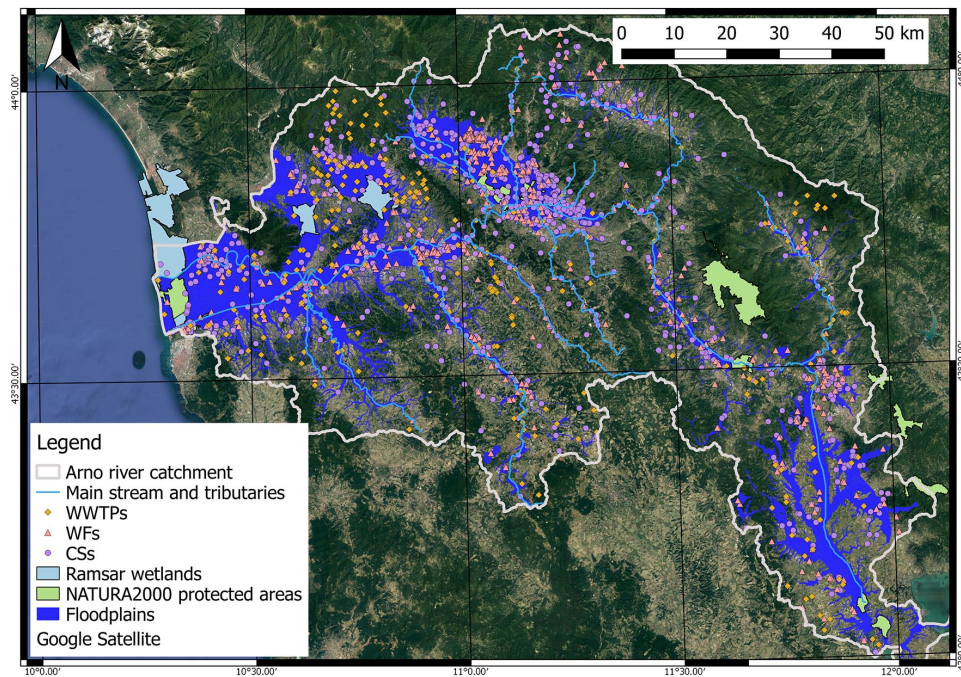 0 10 20 30 40 50 km
N
44°0.00'
43°30.00'
Legend
Arno river catchment
Main stream and tributaries
WWTPs
WFs
CSs
Ramsar wetlands
NATURA2000 protected areas
Floodplains
Google Satellite
10°0.00'
10°30.00'
11°0.00'
11°30.00'
12°0.00'